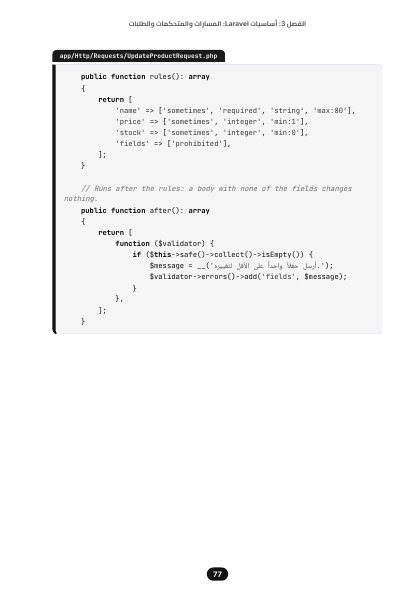 الفصل 3: أساسيات Laravel: المسارات والمتحكمات والطلبات
app/Http/Requests/UpdateProductRequest.php
    public function rules(): array
    {
        return [
            'name' => ['sometimes', 'required', 'string', 'max:80'],
            'price' => ['sometimes', 'integer', 'min:1'],
            'stock' => ['sometimes', 'integer', 'min:0'],
            'fields' => ['prohibited'],
        ];
    }

    // Runs after the rules: a body with none of the fields changes
nothing.
    public function after(): array
    {
        return [
            function ($validator) {
                if ($this->safe()->collect()->isEmpty()) {
                    $message = __('أرسل حقلاً واحداً على الأقل لتغييره.');
                    $validator->errors()->add('fields', $message);
                }
            },
        ];
    }
77